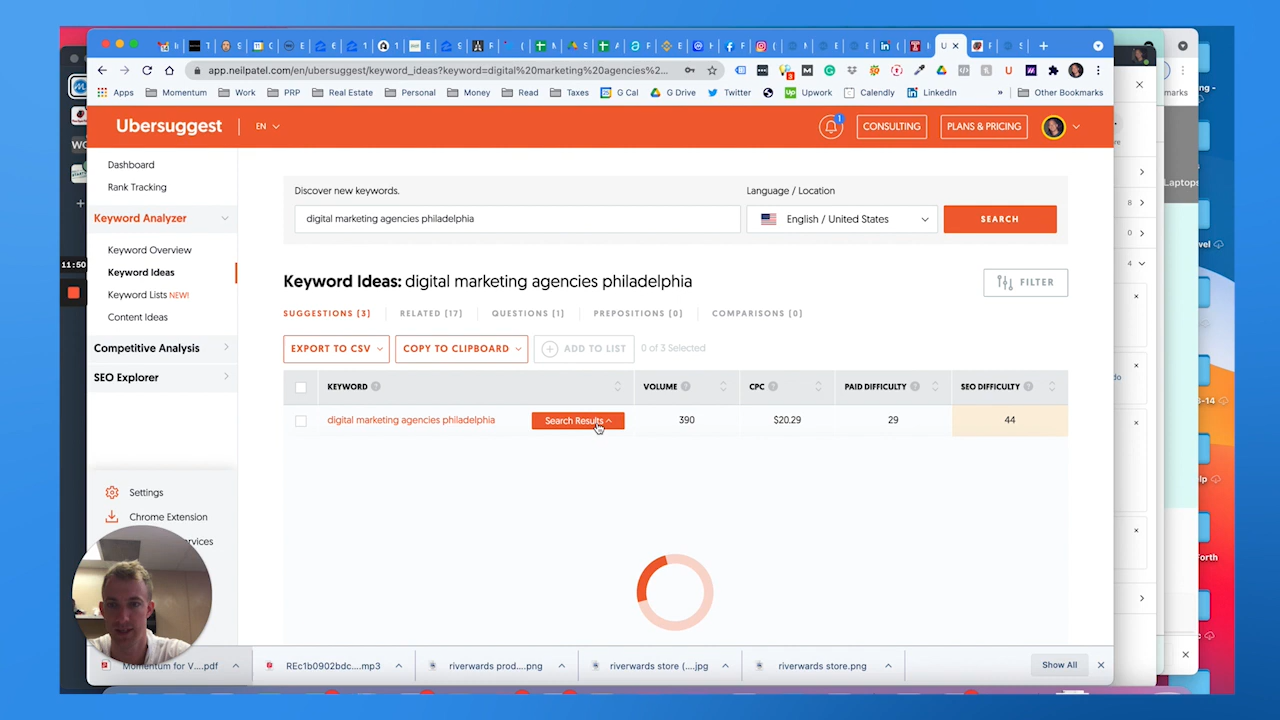 app.neilpatel.com/en/ubersuggest/keyword_ideas?keyword=digital%20marketing%20agencies%...
Apps Momentum Work PRP Real Estate Personal Money Read Taxes G Cal G Drive Twitter Upwork Calendly LinkedIn » Other Bookmarks
marks
Ubersuggest EN 1 CONSULTING PLANS & PRICING
Laptops
Dashboard
Rank Tracking
Keyword Analyzer
Keyword Overview
Keyword Ideas
Keyword Lists NEW!
Content Ideas
Competitive Analysis
SEO Explorer
Settings
Chrome Extension
11:50
Discover new keywords. Language / Location
digital marketing agencies philadelphia English / United States SEARCH
Keyword Ideas: digital marketing agencies philadelphia FILTER
SUGGESTIONS (3) RELATED (17) QUESTIONS (1) PREPOSITIONS (0) COMPARISONS (0)
EXPORT TO CSV COPY TO CLIPBOARD ADD TO LIST 0 of 3 Selected
KEYWORD VOLUME CPC PAID DIFFICULTY SEO DIFFICULTY
digital marketing agencies philadelphia Search Results 390 $20.29 29 44
Momentum for V....pdf REc1b0902bdc....mp3 riverwards prod....png riverwards store (....jpg riverwards store.png Show All